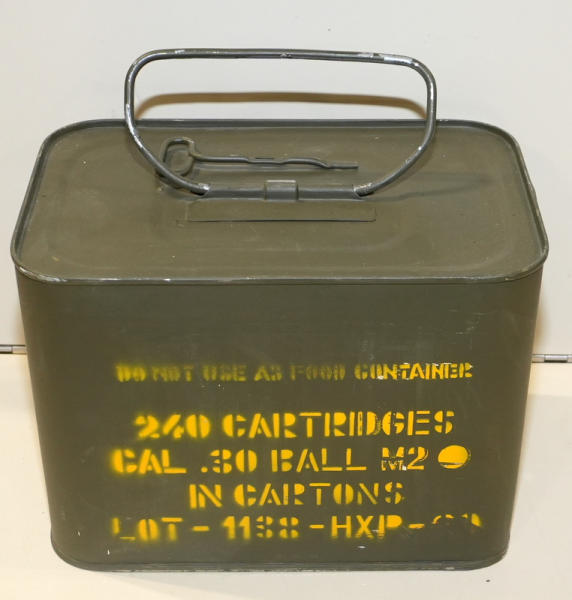 DO NOT USE AS FOOD CONTAINER
240 CARTRIDGES
CAL .30 BALL M2
IN CARTONS
LOT - 1138 - HXP -